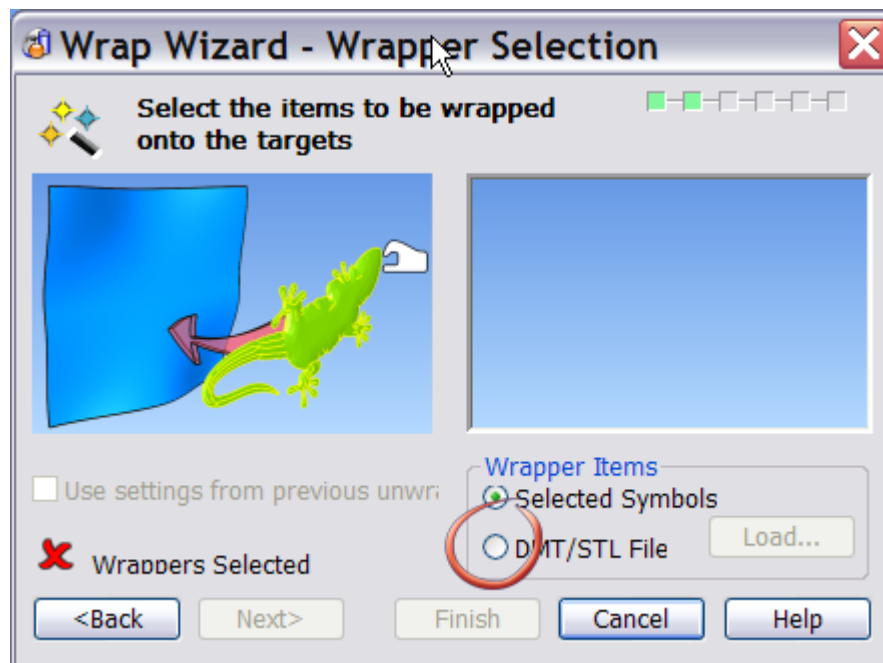 Wrap Wizard - Wrapper Selection
Select the items to be wrapped
onto the targets
Use settings from previous unwr
Wrappers Selected
Wrapper Items
Selected Symbols
DMT/STL File
Load...
<Back
Next>
Finish
Cancel
Help